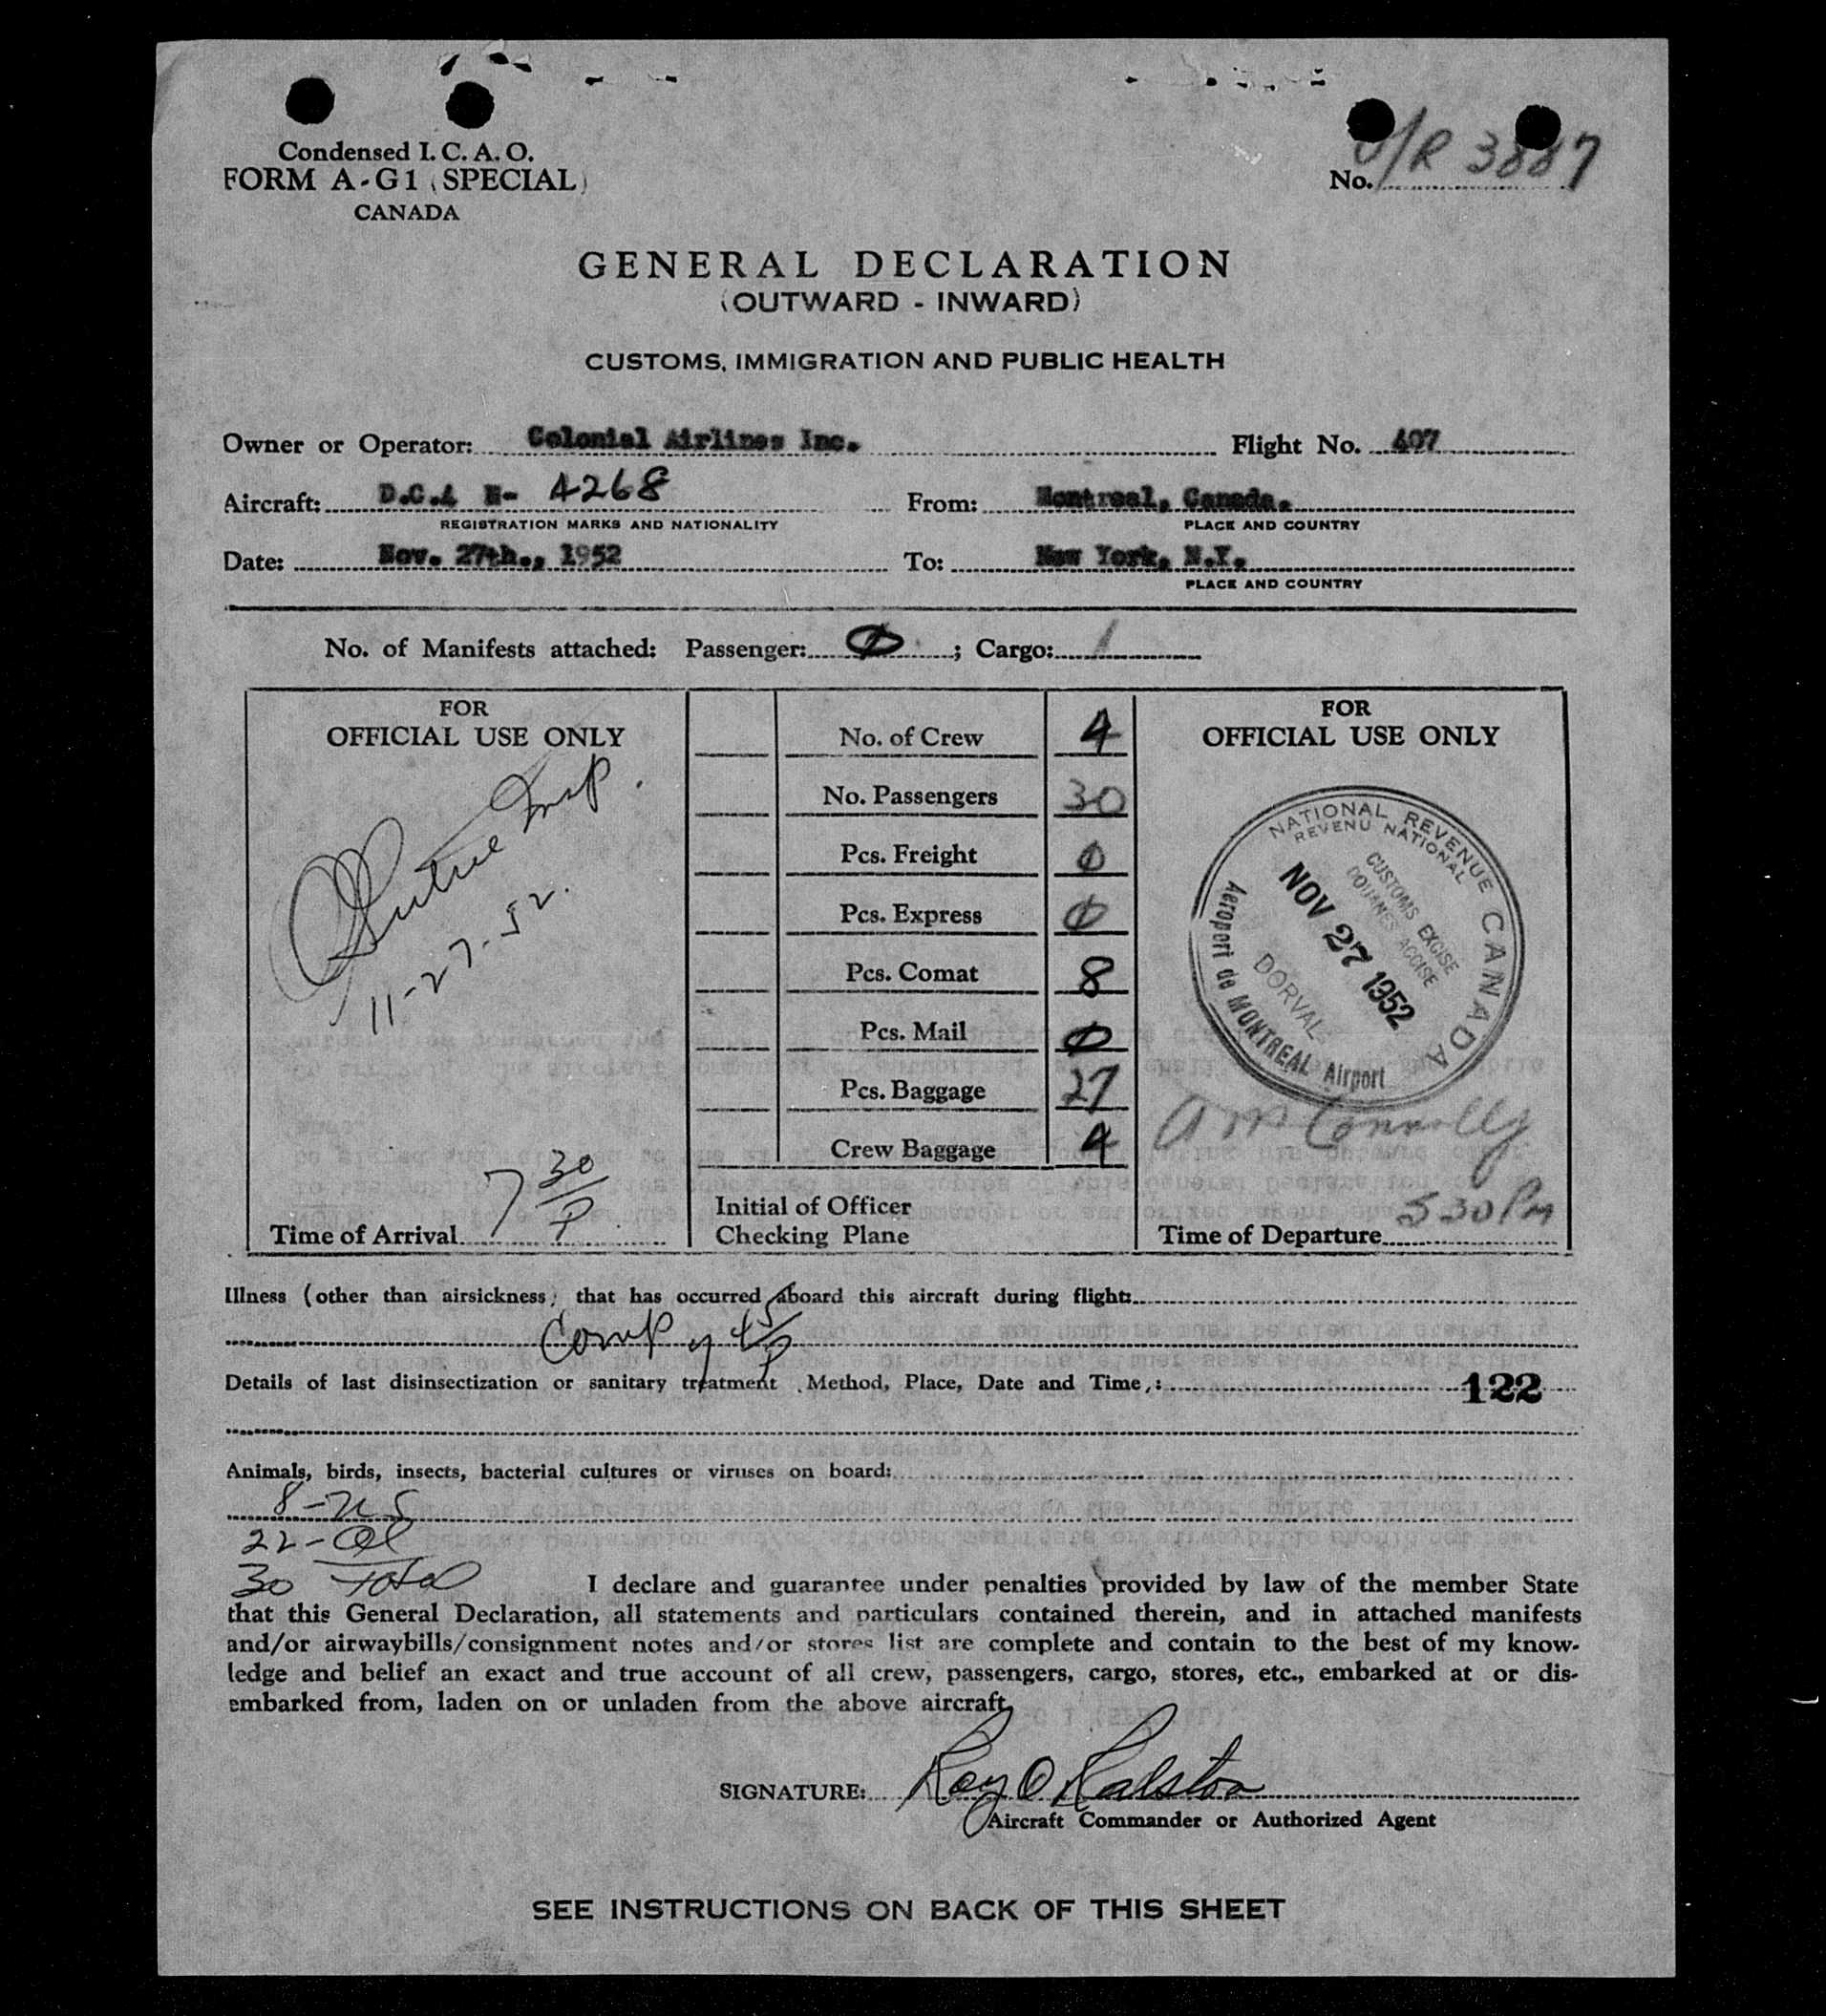 Condensed I. C. A. O.
FORM A-G1 (SPECIAL)
CANADA
No. I/R 3887
GENERAL DECLARATION
(OUTWARD - INWARD)
CUSTOMS, IMMIGRATION AND PUBLIC HEALTH
Owner or Operator: Colonial Airlines Inc. Flight No. 407
Aircraft: D.C.4 N- 4268 From: Montreal, Canada.
REGISTRATION MARKS AND NATIONALITY PLACE AND COUNTRY
Date: Nov. 27th., 1952 To: New York, N.Y.
PLACE AND COUNTRY
No. of Manifests attached: Passenger: 0 ; Cargo: 1
FOR
OFFICIAL USE ONLY
Insp.
11-27-52.
Time of Arrival 7 30/P
No. of Crew 4
No. Passengers 30
Pcs. Freight 0
Pcs. Express 0
Pcs. Comat 8
Pcs. Mail 0
Pcs. Baggage 27
Crew Baggage 4
Initial of Officer
Checking Plane
FOR
OFFICIAL USE ONLY
NATIONAL REVENUE CANADA
REVENU NATIONAL
CUSTOMS EXCISE
DOUANES ACCISE
NOV 27 1952
DORVAL
Aeroport de MONTREAL Airport
A M Connolly
Time of Departure 5 30 PM
Illness (other than airsickness) that has occurred aboard this aircraft during flight:
Comp 7 45/P
Details of last disinsectization or sanitary treatment (Method, Place, Date and Time):
122
Animals, birds, insects, bacterial cultures or viruses on board:
8-US
22-Al
30 Total
I declare and guarantee under penalties provided by law of the member State
that this General Declaration, all statements and particulars contained therein, and in attached manifests
and/or airwaybills/consignment notes and/or stores list are complete and contain to the best of my know-
ledge and belief an exact and true account of all crew, passengers, cargo, stores, etc., embarked at or dis-
embarked from, laden on or unladen from the above aircraft.
SIGNATURE: Roy O Ralston
Aircraft Commander or Authorized Agent
SEE INSTRUCTIONS ON BACK OF THIS SHEET